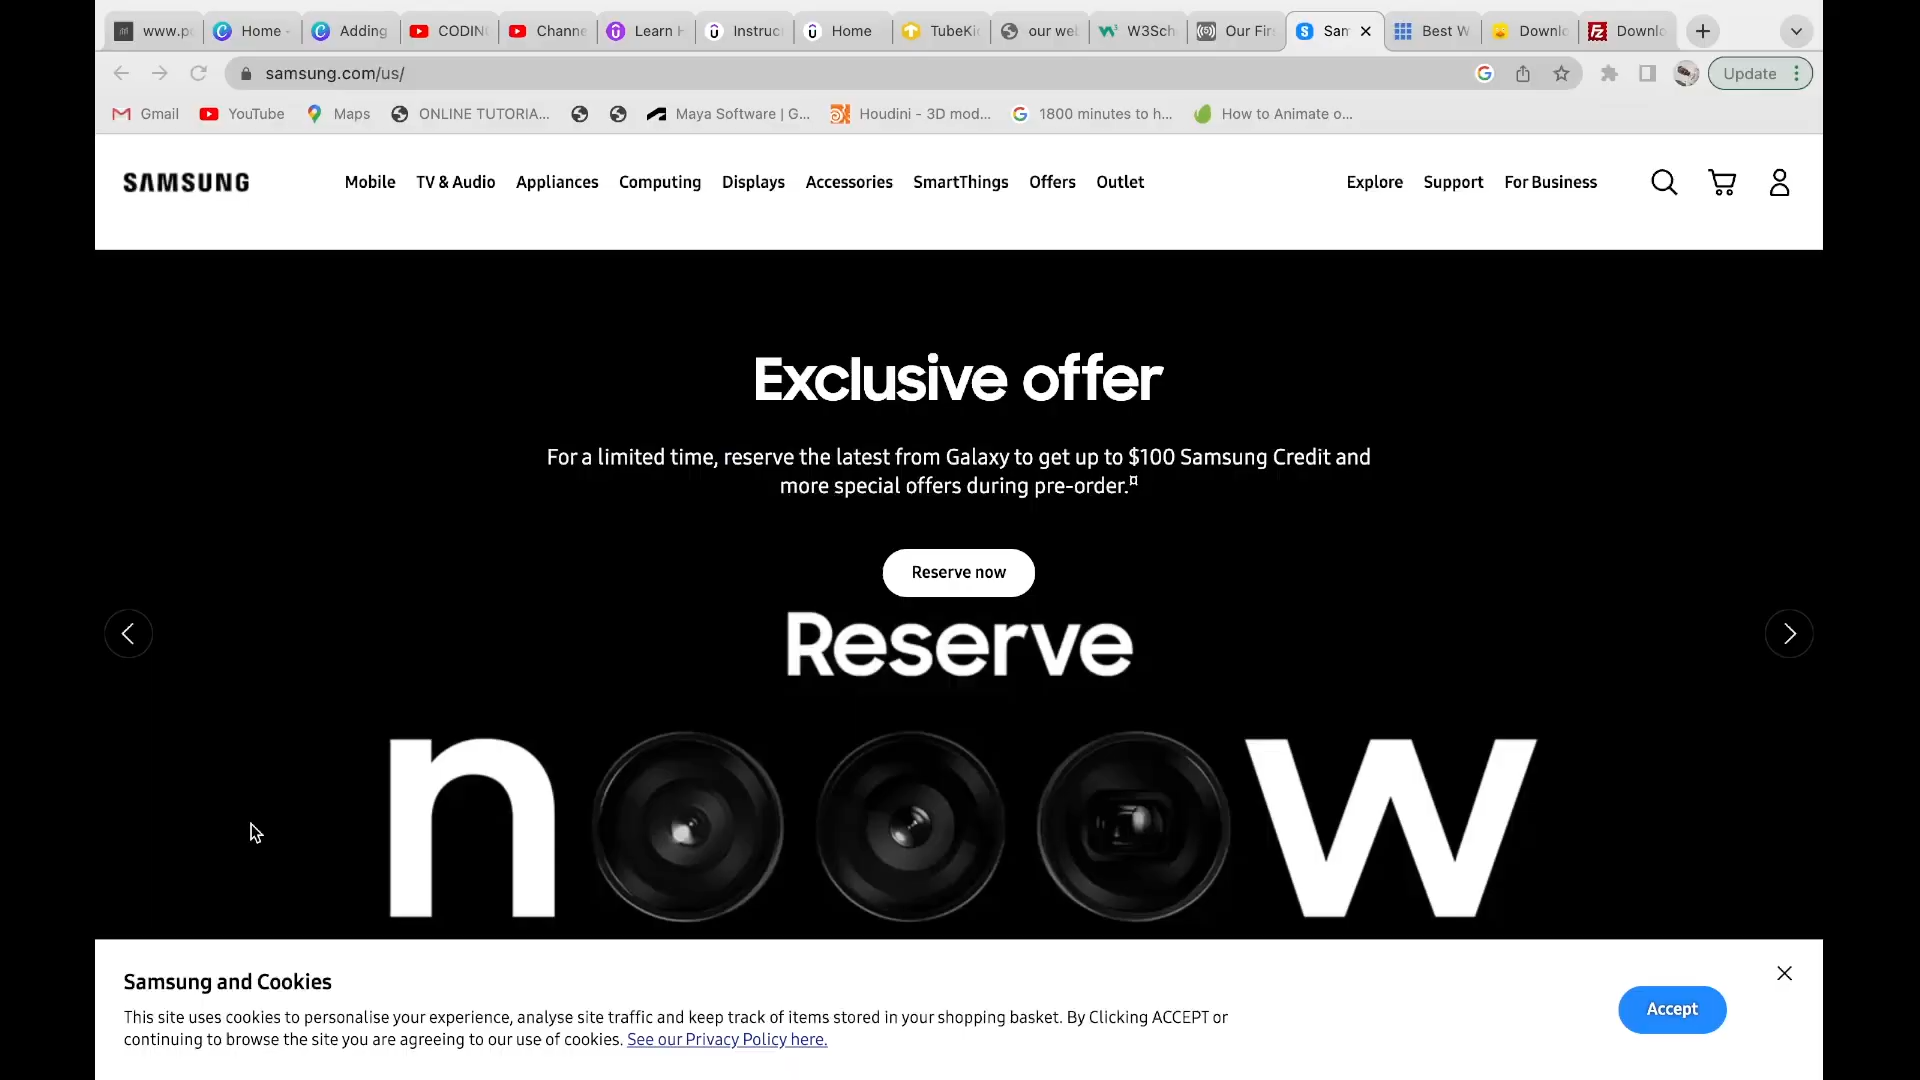 www.p
Home
Adding
CODIN
Channe
Learn H
Instruc
Home
TubeKi
our we
W3Sch
Our Fir
Sam
Best W
Downlo
Downlo
samsung.com/us/
Update
Gmail
YouTube
Maps
ONLINE TUTORIA...
Maya Software | G...
Houdini - 3D mod...
1800 minutes to h...
How to Animate o...
SAMSUNG
Mobile
TV & Audio
Appliances
Computing
Displays
Accessories
SmartThings
Offers
Outlet
Explore
Support
For Business
Exclusive offer
For a limited time, reserve the latest from Galaxy to get up to $100 Samsung Credit and
more special offers during pre-order.¤
Reserve now
Reserve
nooow
Samsung and Cookies
This site uses cookies to personalise your experience, analyse site traffic and keep track of items stored in your shopping basket. By Clicking ACCEPT or
continuing to browse the site you are agreeing to our use of cookies. See our Privacy Policy here.
Accept